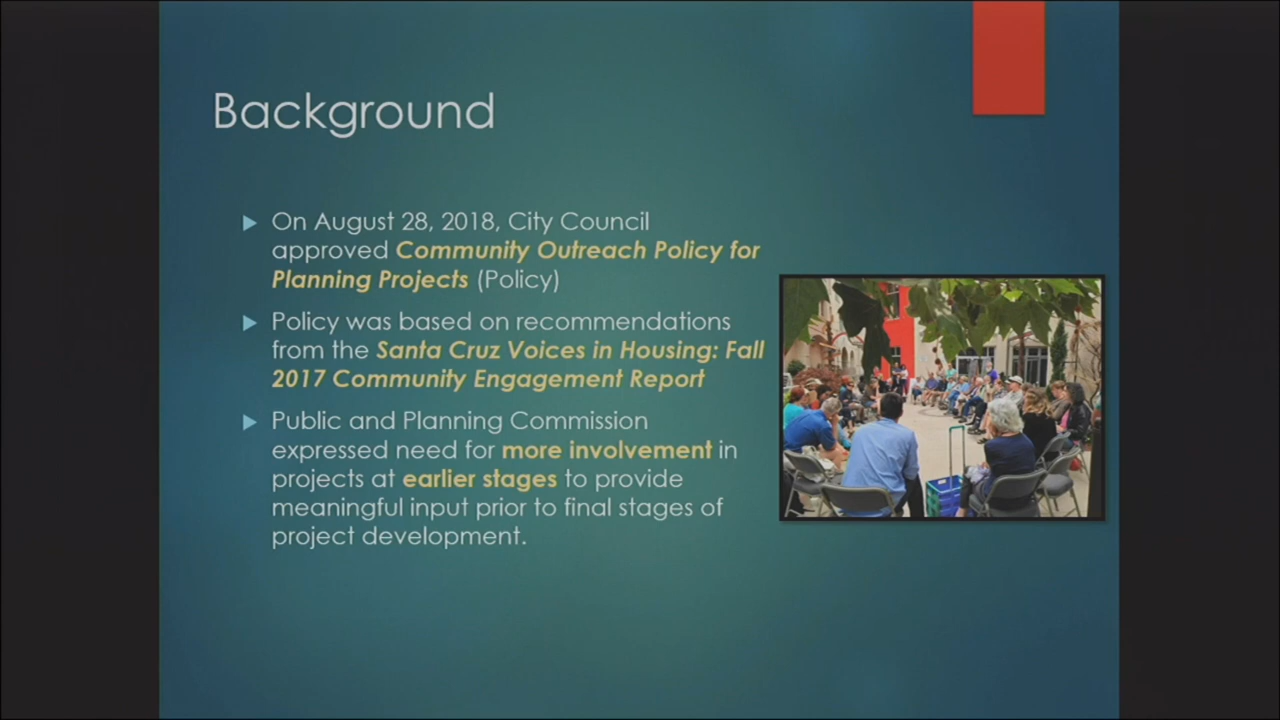 Background
On August 28, 2018, City Council
approved Community Outreach Policy for
Planning Projects (Policy)
Policy was based on recommendations
from the Santa Cruz Voices in Housing: Fall
2017 Community Engagement Report
Public and Planning Commission
expressed need for more involvement in
projects at earlier stages to provide
meaningful input prior to final stages of
project development.